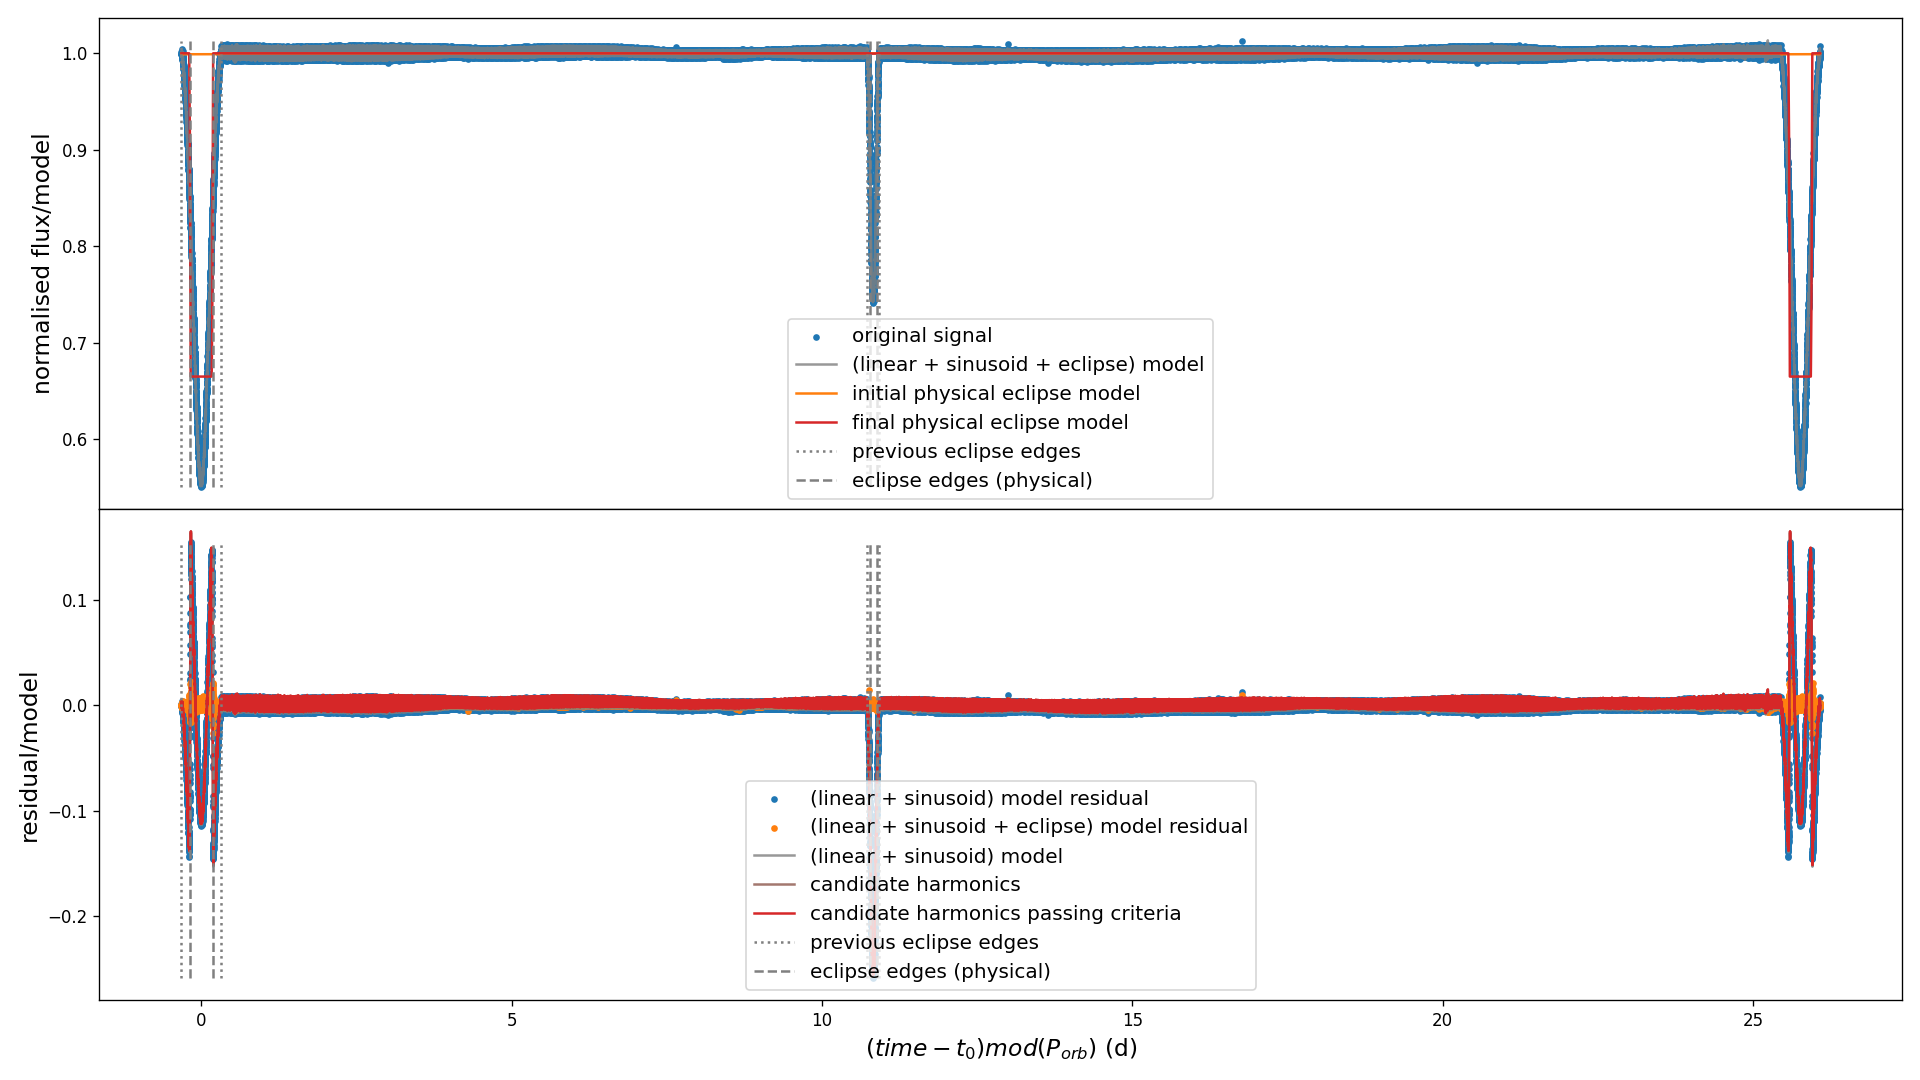 normalised flux/model
1.0
0.9
0.8
0.7
0.6
original signal
(linear + sinusoid + eclipse) model
initial physical eclipse model
final physical eclipse model
previous eclipse edges
eclipse edges (physical)
residual/model
0.1
0.0
−0.1
−0.2
(linear + sinusoid) model residual
(linear + sinusoid + eclipse) model residual
(linear + sinusoid) model
candidate harmonics
candidate harmonics passing criteria
previous eclipse edges
eclipse edges (physical)
0 5 10 15 20 25
(time − t₀)mod(P_orb) (d)